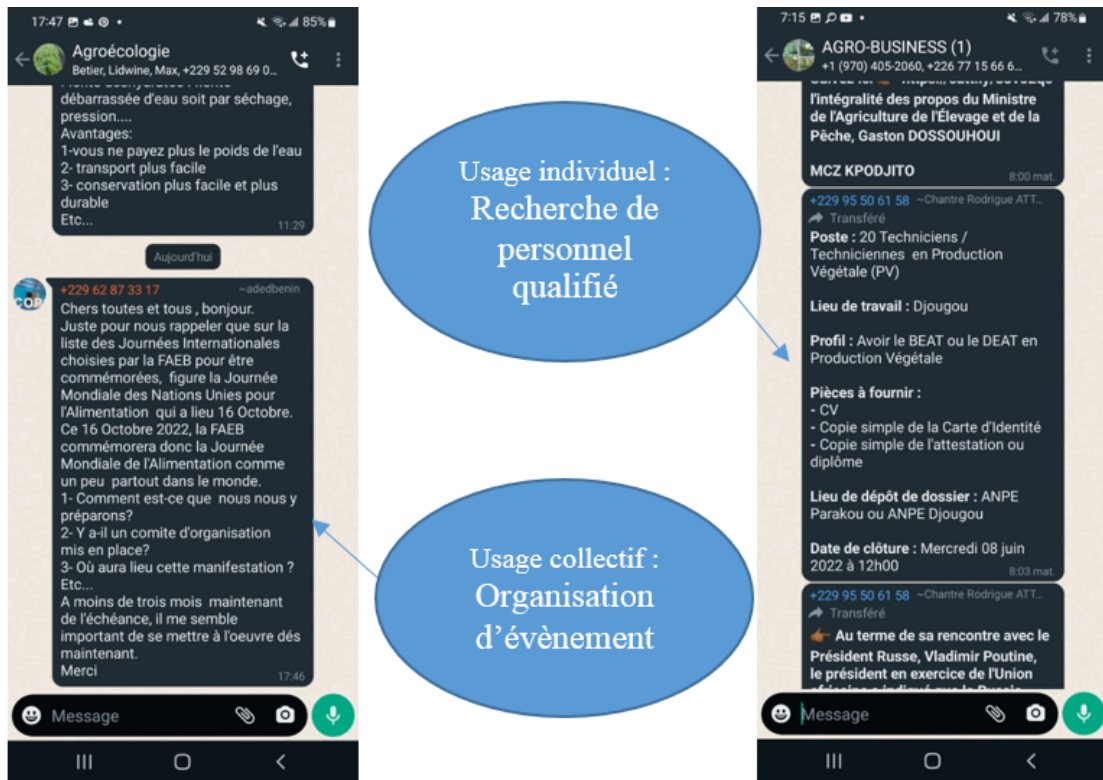 17:47
85%
Agroécologie
Betier, Lidwine, Max, +229 52 98 69 0...
débarrassée d'eau soit par séchage,
pression....
Avantages:
1-vous ne payez plus le poids de l'eau
2- transport plus facile
3- conservation plus facile et plus
durable
Etc...
11:29
Aujourd'hui
COP
+229 62 87 33 17 ~adedbenin
Chers toutes et tous , bonjour.
Juste pour nous rappeler que sur la
liste des Journées Internationales
choisies par la FAEB pour être
commémorées, figure la Journée
Mondiale des Nations Unies pour
l'Alimentation qui a lieu 16 Octobre.
Ce 16 Octobre 2022, la FAEB
commémorera donc la Journée
Mondiale de l'Alimentation comme
un peu partout dans le monde.
1- Comment est-ce que nous nous y
préparons?
2- Y a-il un comite d'organisation
mis en place?
3- Où aura lieu cette manifestation ?
Etc...
A moins de trois mois maintenant
de l'échéance, il me semble
important de se mettre à l'oeuvre dés
maintenant.
Merci
17:46
Message
Usage individuel :
Recherche de
personnel
qualifié
Usage collectif :
Organisation
d'évènement
7:15
78%
AGRO-BUSINESS (1)
+1 (970) 405-2060, +226 77 15 66 6...
l'intégralité des propos du Ministre
de l'Agriculture de l'Élevage et de la
Pêche, Gaston DOSSOUHOUI
MCZ KPODJITO
8:00 mat.
+229 95 50 61 58 ~Chantre Rodrigue ATT...
Transféré
Poste : 20 Techniciens /
Techniciennes en Production
Végétale (PV)
Lieu de travail : Djougou
Profil : Avoir le BEAT ou le DEAT en
Production Végétale
Pièces à fournir :
- CV
- Copie simple de la Carte d'Identité
- Copie simple de l'attestation ou
diplôme
Lieu de dépôt de dossier : ANPE
Parakou ou ANPE Djougou
Date de clôture : Mercredi 08 juin
2022 à 12h00
8:03 mat.
+229 95 50 61 58 ~Chantre Rodrigue ATT...
Transféré
Au terme de sa rencontre avec le
Président Russe, Vladimir Poutine,
le président en exercice de l'Union
Message